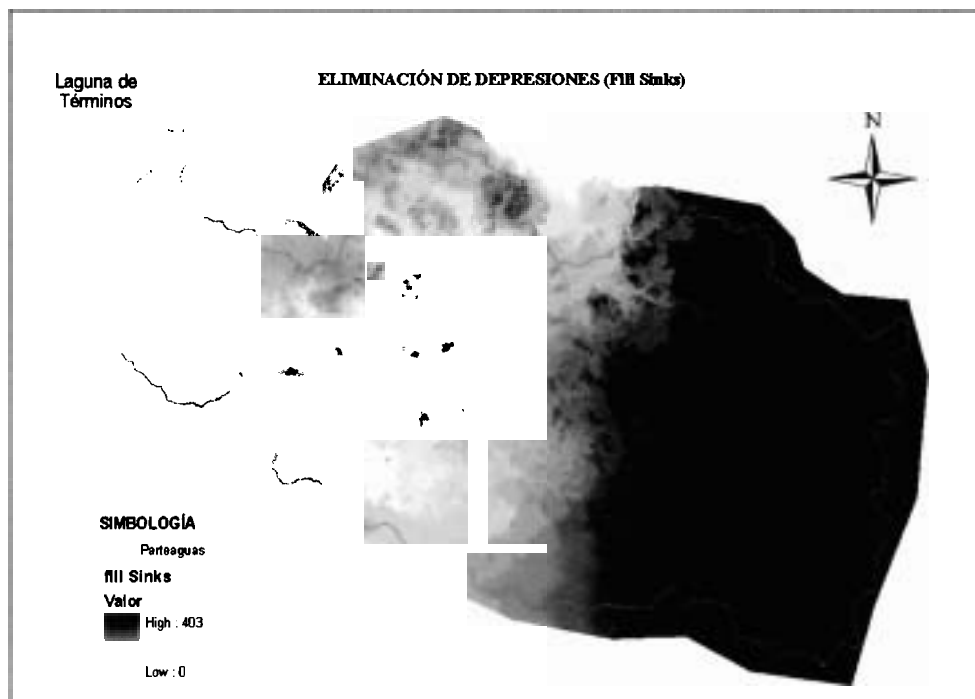 Laguna de
Términos
ELIMINACIÓN DE DEPRESIONES (Fill Sinks)
N
SIMBOLOGÍA
Parteaguas
fill Sinks
Valor
High : 403
Low : 0